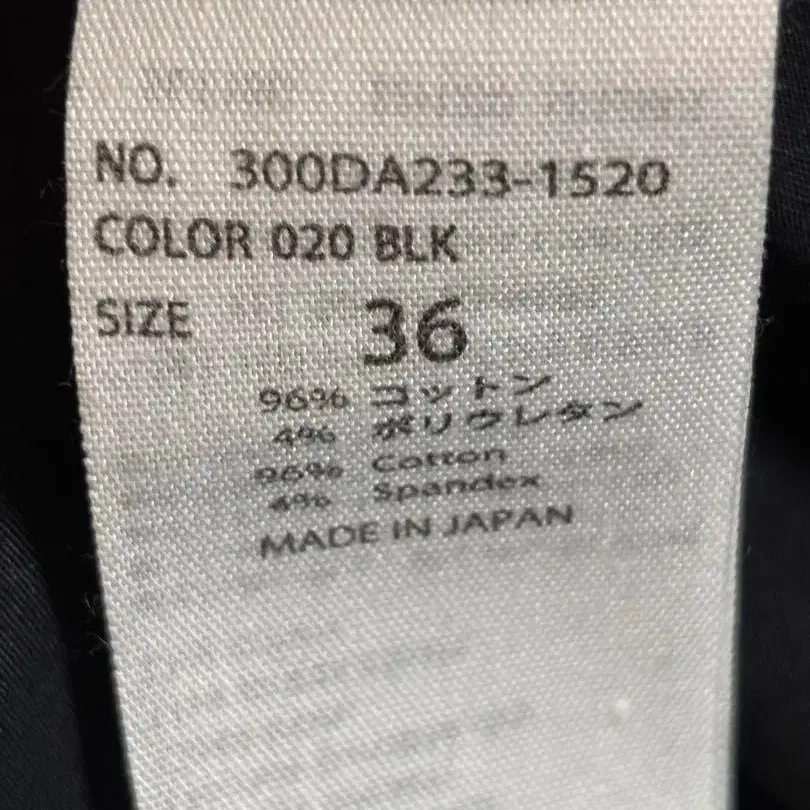 NO. 300DA233-1520
COLOR 020 BLK
SIZE 36
96% コットン
4% ポリウレタン
96% Cotton
4% Spandex
MADE IN JAPAN